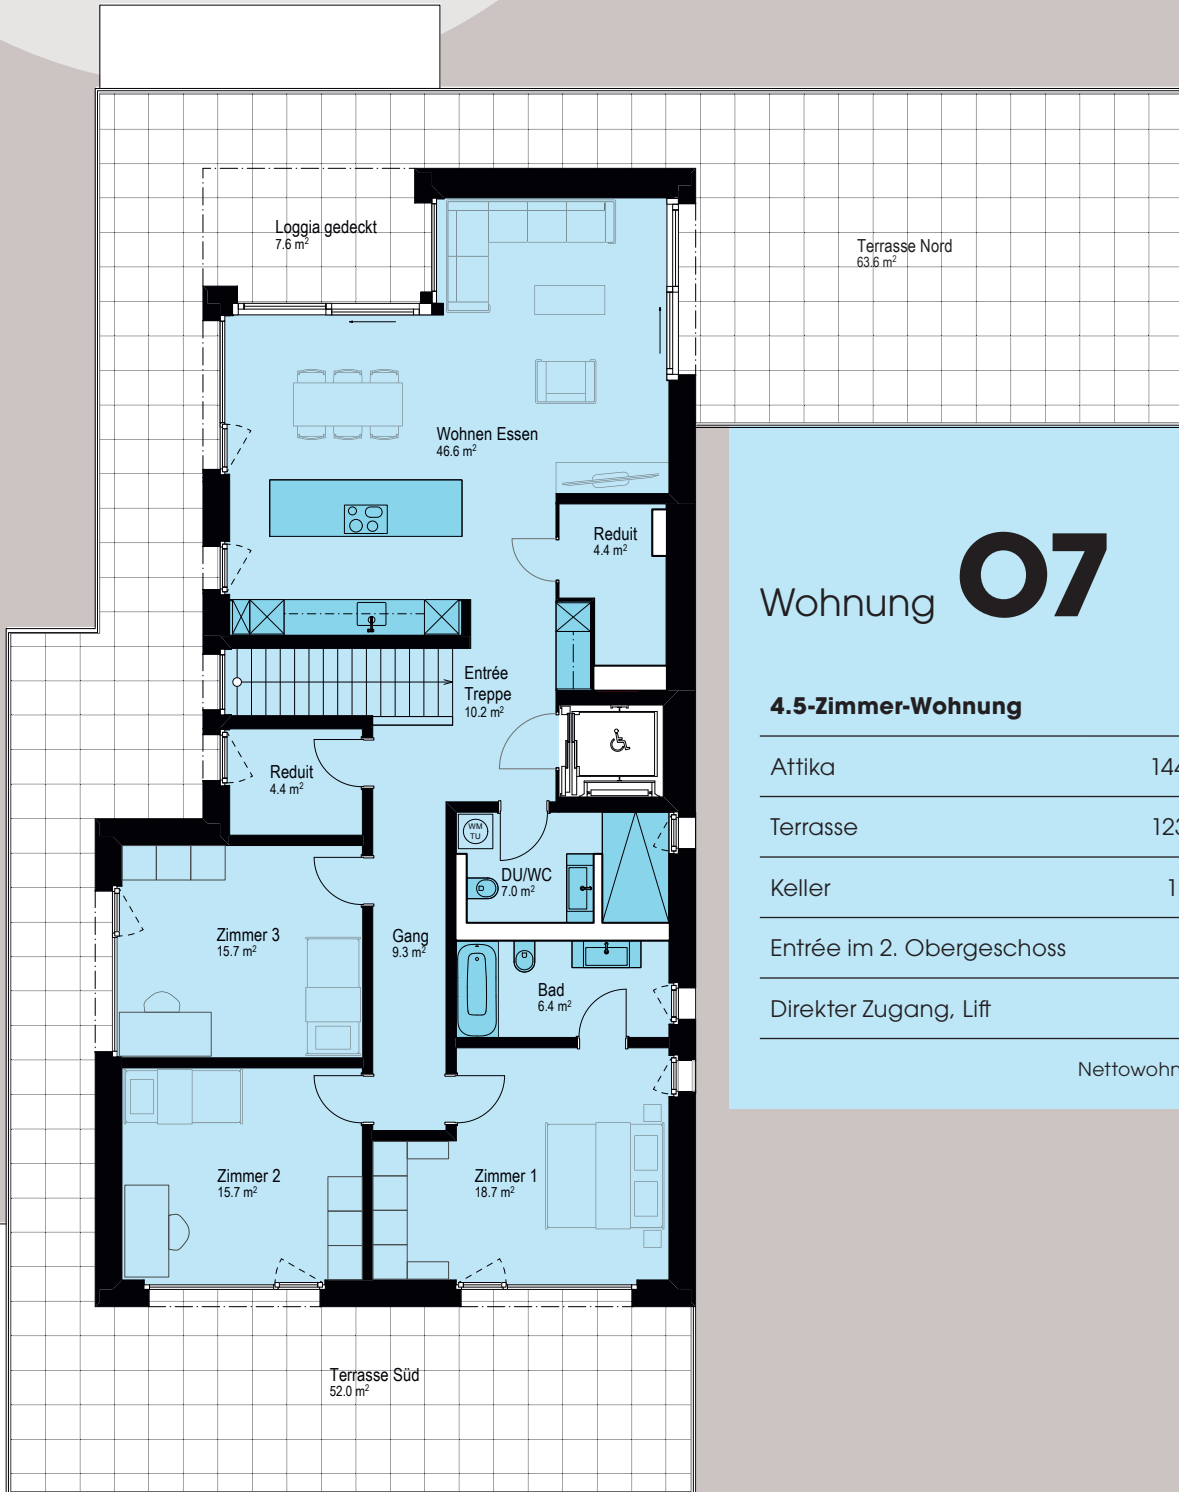 Loggia gedeckt
7.6 m²
Terrasse Nord
63.6 m²
Wohnen Essen
46.6 m²
Reduit
4.4 m²
Entrée
Treppe
10.2 m²
Reduit
4.4 m²
WM
TU
DU/WC
7.0 m²
Zimmer 3
15.7 m²
Gang
9.3 m²
Bad
6.4 m²
Zimmer 2
15.7 m²
Zimmer 1
18.7 m²
Terrasse Süd
52.0 m²
Wohnung 07
4.5-Zimmer-Wohnung
Attika 144
Terrasse 123
Keller 1
Entrée im 2. Obergeschoss
Direkter Zugang, Lift
Nettowohn